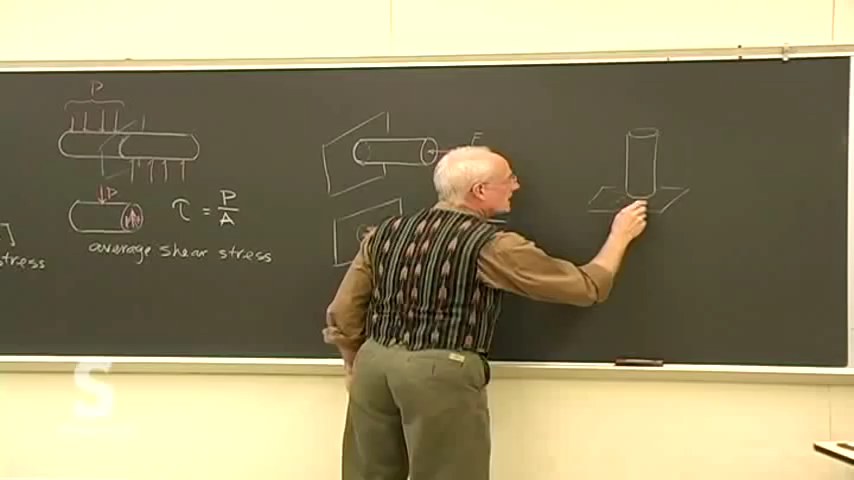 P
P
τ = P/A
average shear stress
stress
F
S